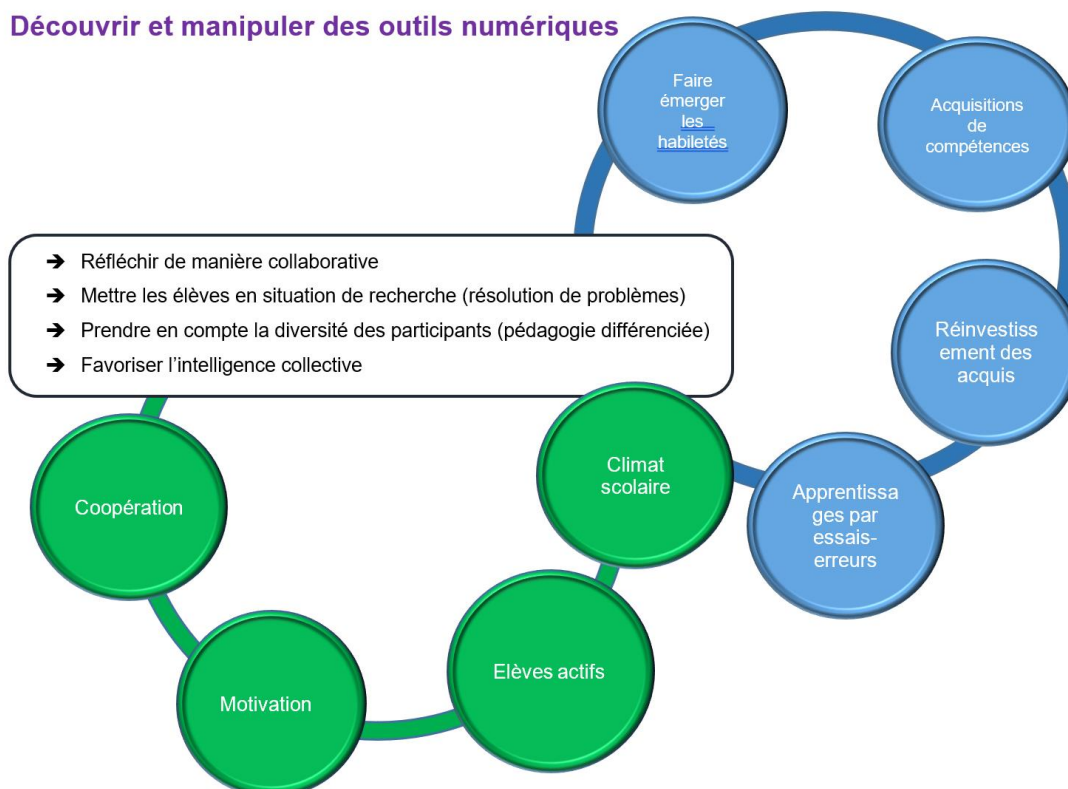 Découvrir et manipuler des outils numériques
Faire
émerger
les
habiletés
Acquisitions
de
compétences
➔ Réfléchir de manière collaborative
➔ Mettre les élèves en situation de recherche (résolution de problèmes)
➔ Prendre en compte la diversité des participants (pédagogie différenciée)
➔ Favoriser l’intelligence collective
Réinvestiss
ement des
acquis
Climat
scolaire
Coopération
Apprentissa
ges par
essais-
erreurs
Elèves actifs
Motivation